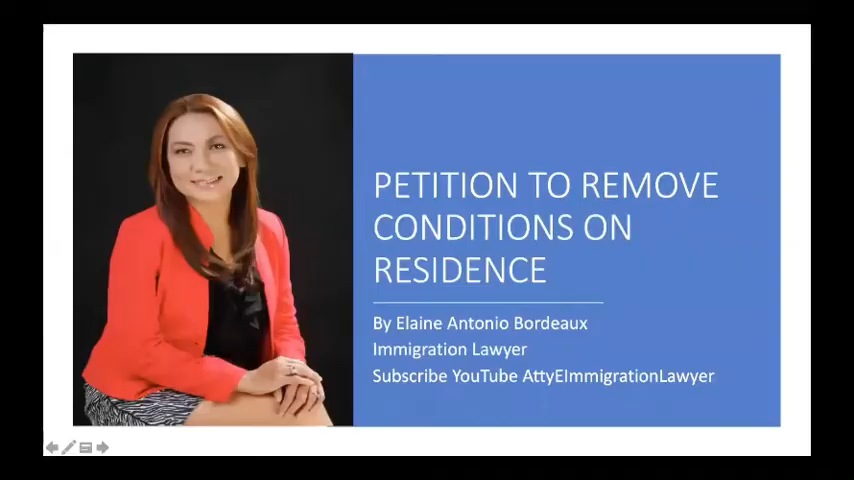 PETITION TO REMOVE
CONDITIONS ON
RESIDENCE
By Elaine Antonio Bordeaux
Immigration Lawyer
Subscribe YouTube AttyEImmigrationLawyer